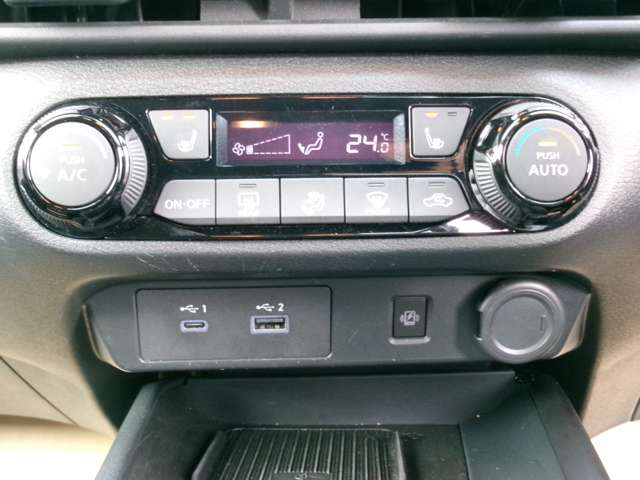 PUSH
A/C
24.0
°C
PUSH
AUTO
ON·OFF
1
2